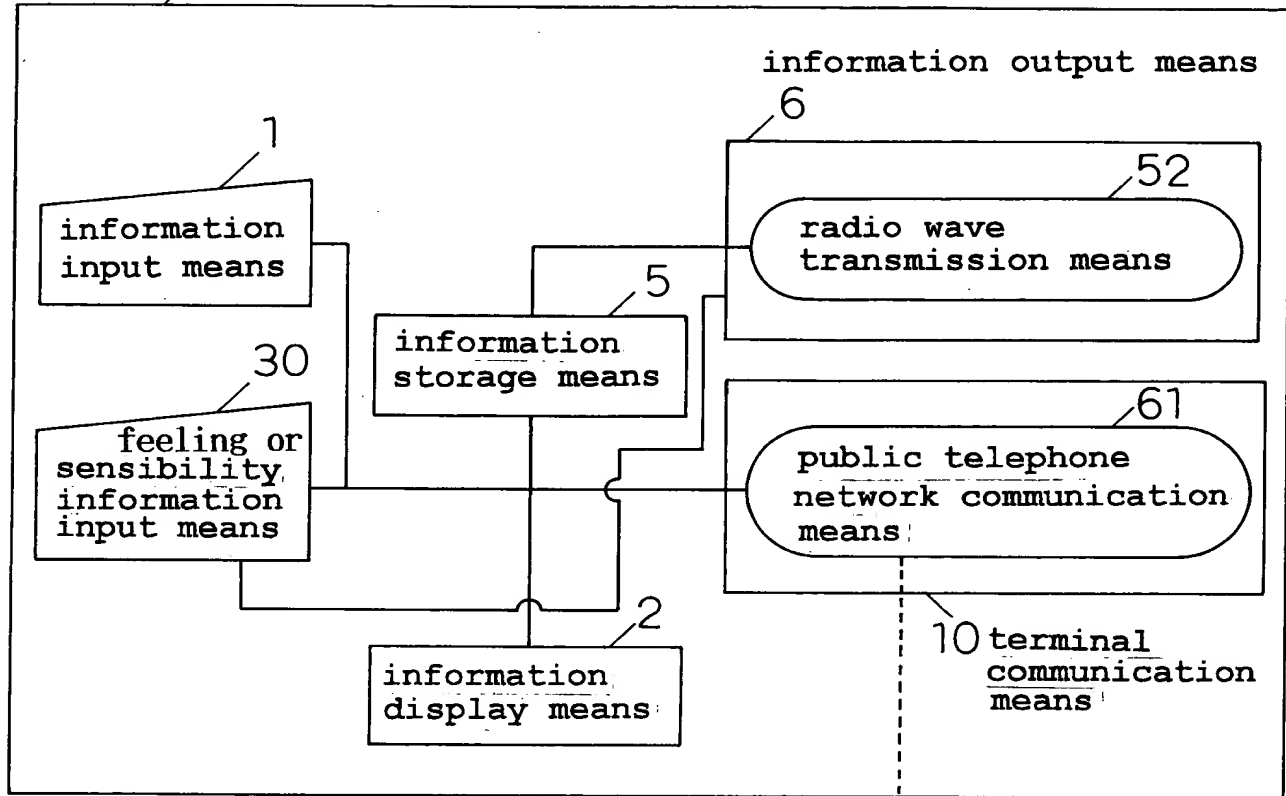 information output means
6
1
52
information
input means
radio wave
transmission means
5
information
storage means
30
feeling or
sensibility
information
input means
61
public telephone
network communication
means
2
information
display means
10 terminal
communication
means